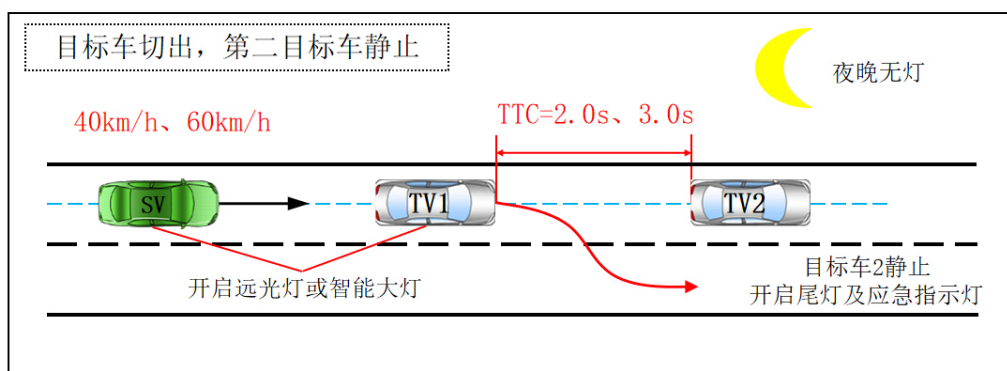 目标车切出，第二目标车静止
夜晚无灯
40km/h、60km/h
TTC=2.0s、3.0s
SV
TV1
TV2
开启远光灯或智能大灯
目标车2静止
开启尾灯及应急指示灯